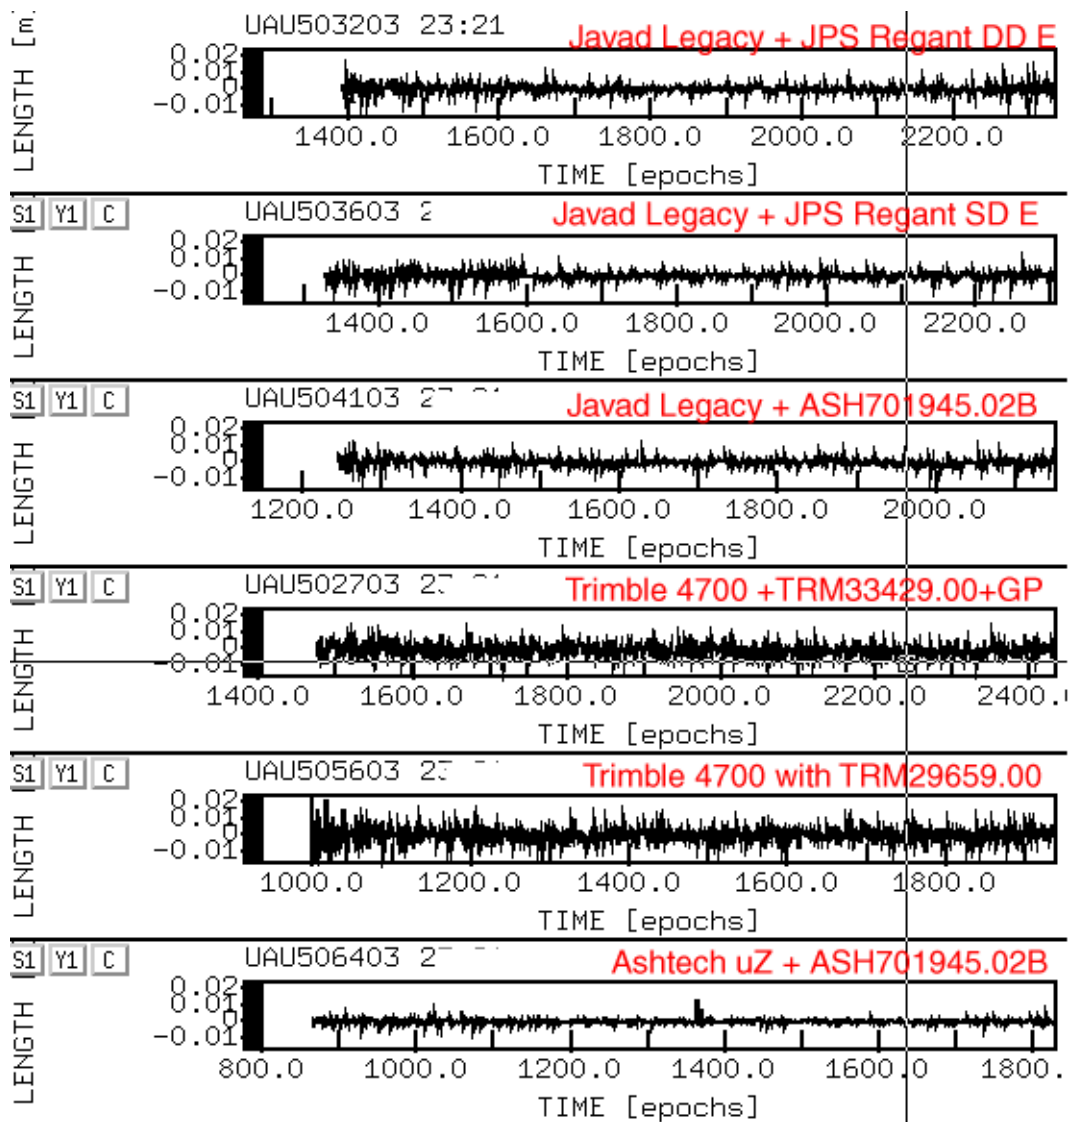 LENGTH [m]
UAU503203 23:21 Javad Legacy + JPS Regant DD E
0.02
0.01
0
-0.01
1400.0 1600.0 1800.0 2000.0 2200.0
TIME [epochs]
S1 Y1 C UAU503603 2 Javad Legacy + JPS Regant SD E
LENGTH
0.02
0.01
0
-0.01
1400.0 1600.0 1800.0 2000.0 2200.0
TIME [epochs]
S1 Y1 C UAU504103 Javad Legacy + ASH701945.02B
LENGTH
0.02
0.01
0
-0.01
1200.0 1400.0 1600.0 1800.0 2000.0
TIME [epochs]
S1 Y1 C UAU502703 Trimble 4700 +TRM33429.00+GP
LENGTH
0.02
0.01
0
-0.01
1400.0 1600.0 1800.0 2000.0 2200.0 2400.0
TIME [epochs]
S1 Y1 C UAU505603 Trimble 4700 with TRM29659.00
LENGTH
0.02
0.01
0
-0.01
1000.0 1200.0 1400.0 1600.0 1800.0
TIME [epochs]
S1 Y1 C UAU506403 Ashtech uZ + ASH701945.02B
LENGTH
0.02
0.01
0
-0.01
800.0 1000.0 1200.0 1400.0 1600.0 1800.
TIME [epochs]